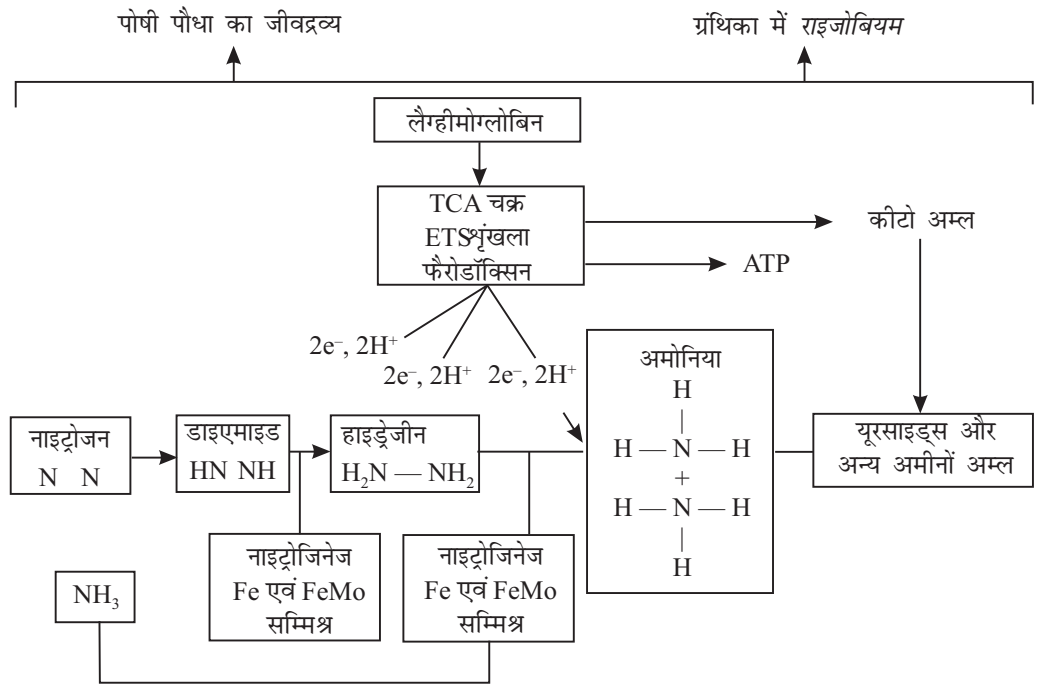 पोषी पौधा का जीवद्रव्य
ग्रंथिका में राइजोबियम
लैग्हीमोग्लोबिन
TCA चक्र
ETSशृंखला
फैरोडॉक्सिन
कीटो अम्ल
ATP
2e⁻, 2H⁺
2e⁻, 2H⁺
2e⁻, 2H⁺
नाइट्रोजन
N N
डाइएमाइड
HN NH
हाइड्रेजीन
H₂N — NH₂
अमोनिया
H
|
H — N — H
+
H — N — H
|
H
यूरसाइड्स और
अन्य अमीनों अम्ल
नाइट्रोजिनेज
Fe एवं FeMo
सम्मिश्र
नाइट्रोजिनेज
Fe एवं FeMo
सम्मिश्र
NH₃